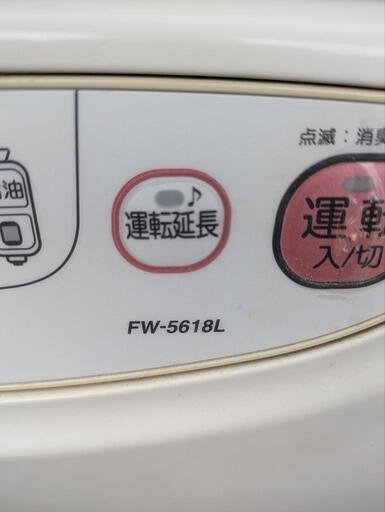 点滅：消臭
油
運転延長
運転
入/切
FW-5618L